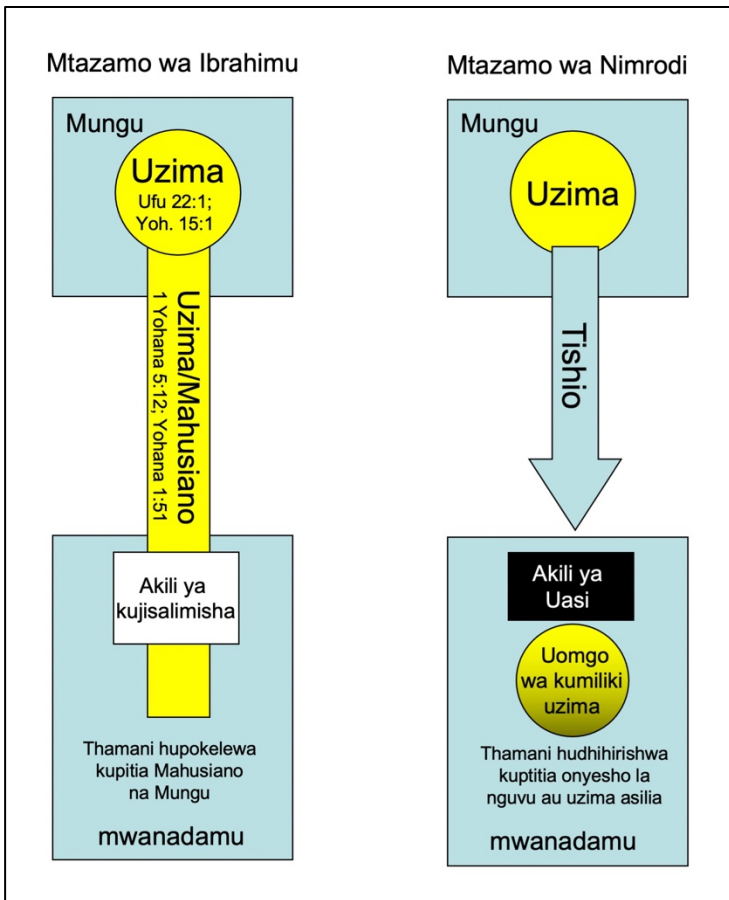 Mtazamo wa Ibrahimu
Mungu
Uzima
Ufu 22:1;
Yoh. 15:1
Uzima/Mahusiano
1 Yohana 5:12; Yohana 1:51
Akili ya
kujisalimisha
Thamani hupokelewa
kupitia Mahusiano
na Mungu
mwanadamu
Mtazamo wa Nimrodi
Mungu
Uzima
Tishio
Akili ya
Uasi
Uomgo
wa kumiliki
uzima
Thamani hudhihirishwa
kuptitia onyesho la
nguvu au uzima asilia
mwanadamu